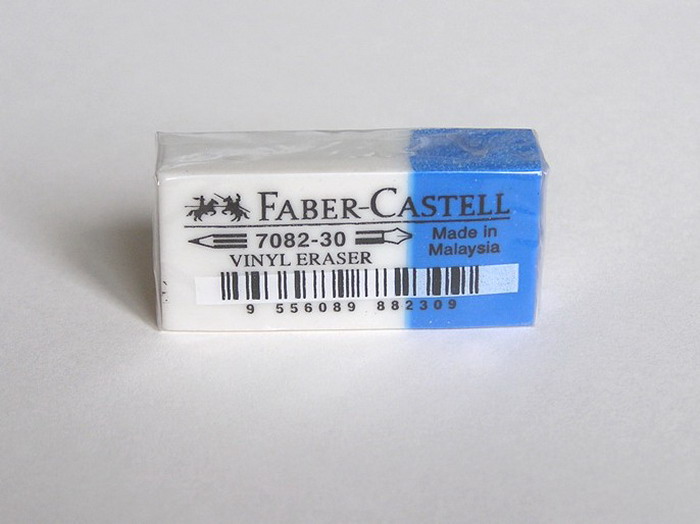 FABER-CASTELL
7082-30
Made in
Malaysia
VINYL ERASER
9 556089 882309